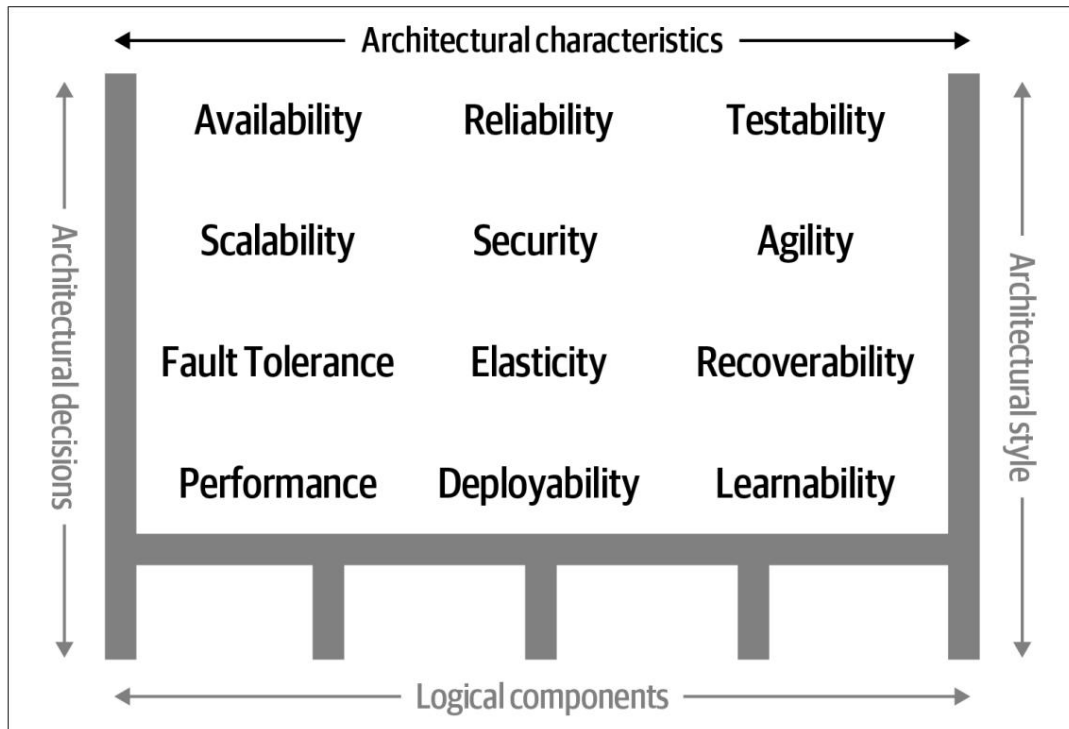 Architectural characteristics
Availability Reliability Testability
Scalability Security Agility
Fault Tolerance Elasticity Recoverability
Performance Deployability Learnability
Architectural decisions
Architectural style
Logical components